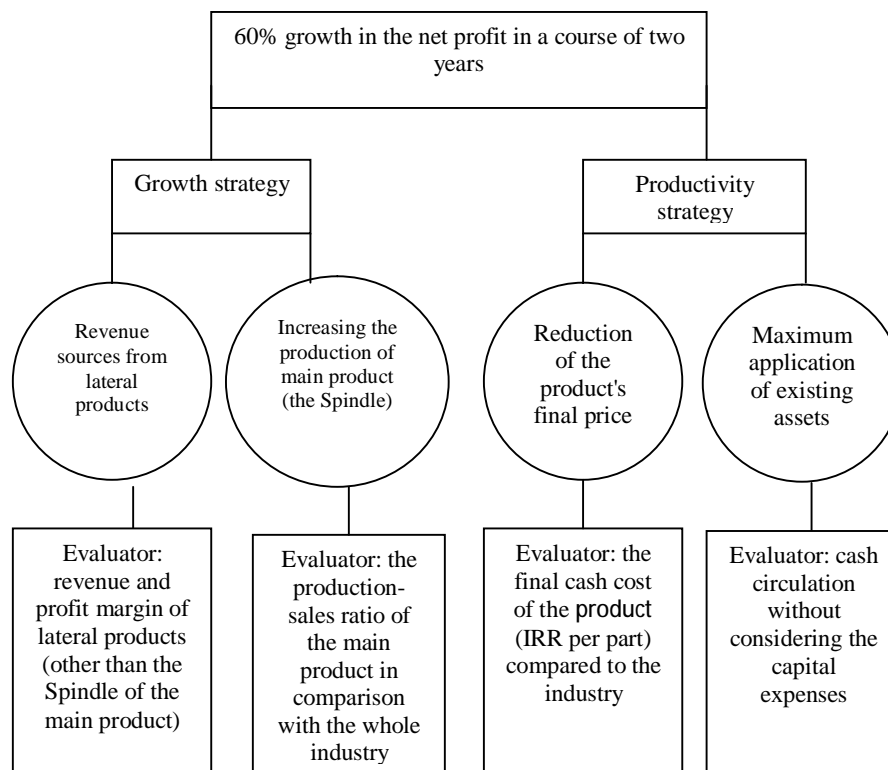 60% growth in the net profit in a course of two
years
Growth strategy
Productivity
strategy
Revenue
sources from
lateral
products
Increasing the
production of
main product
(the Spindle)
Reduction
of the
product's
final price
Maximum
application
of existing
assets
Evaluator:
revenue and
profit margin of
lateral products
(other than the
Spindle of the
main product)
Evaluator: the
production-
sales ratio of
the main
product in
comparison
with the whole
industry
Evaluator: the
final cash cost
of the product
(IRR per part)
compared to the
industry
Evaluator: cash
circulation
without
considering the
capital
expenses